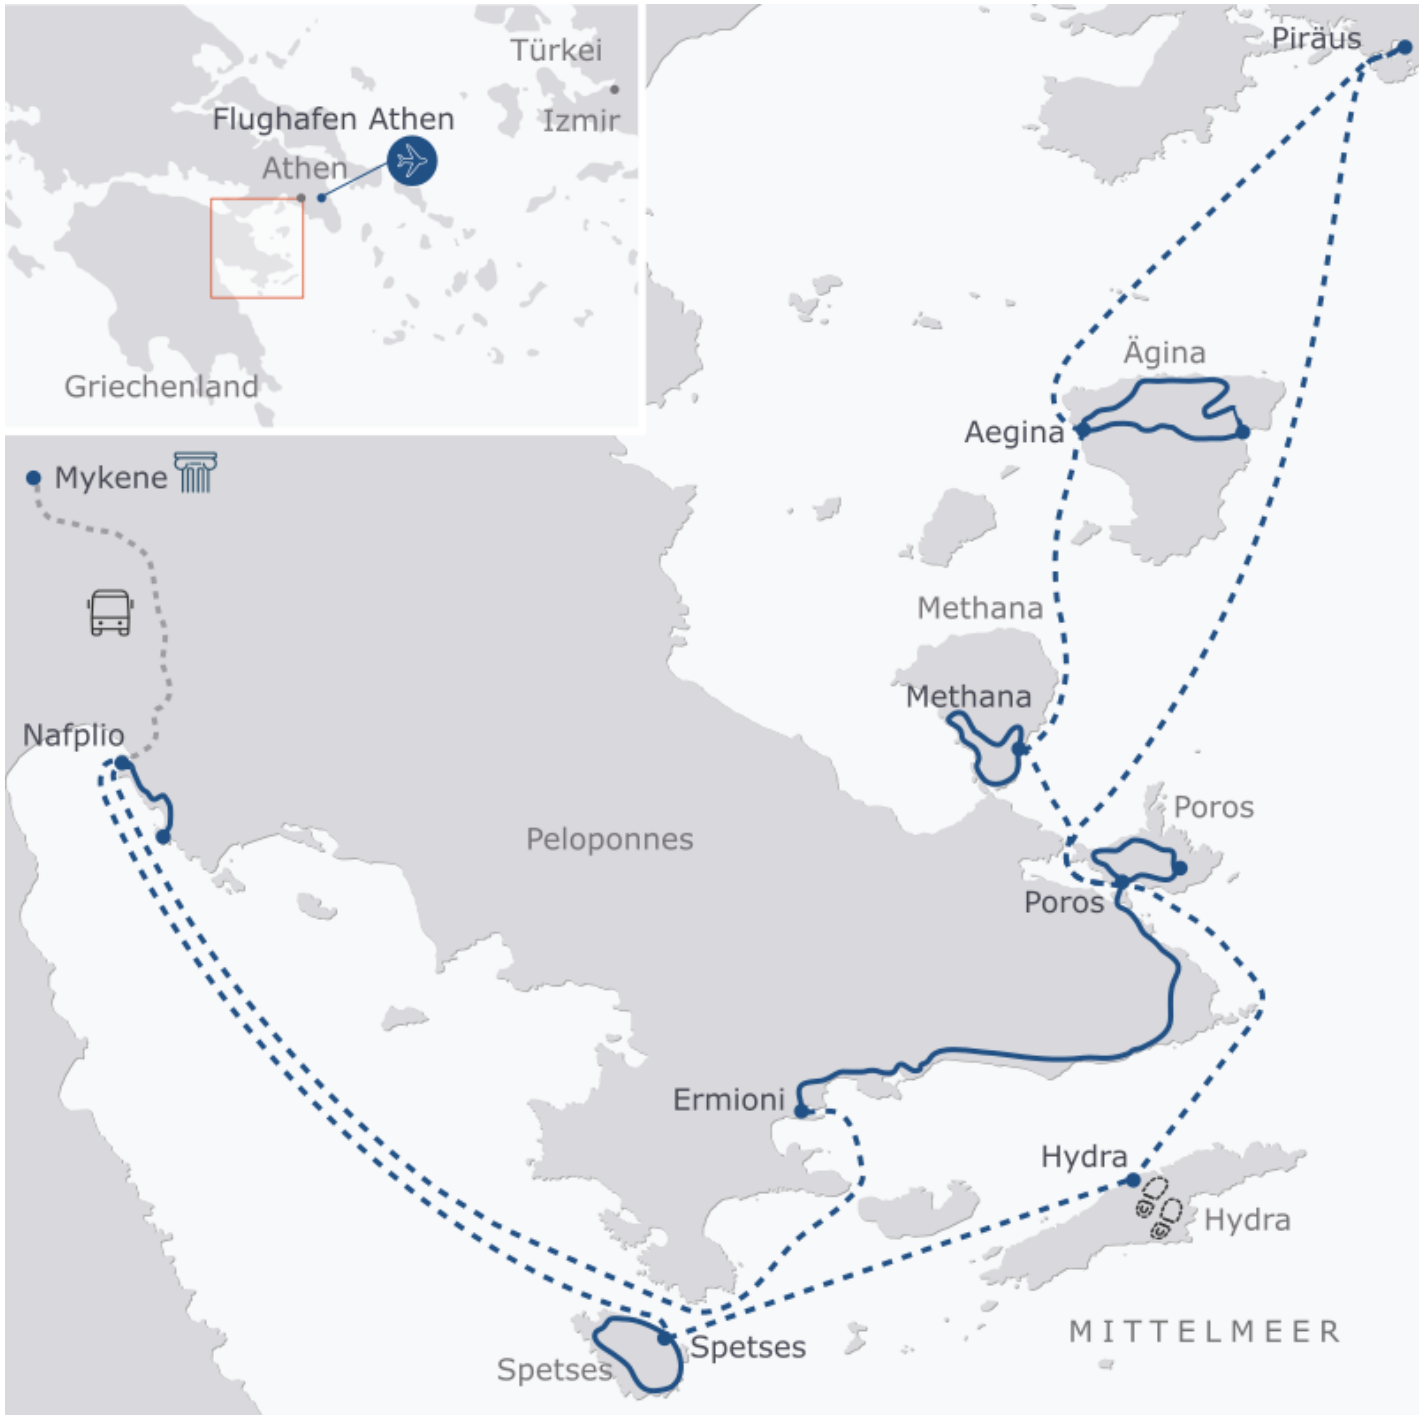 Türkei
Izmir
Flughafen Athen
Athen
Griechenland
Piräus
Ägina
Aegina
Mykene
Methana
Methana
Nafplio
Peloponnes
Poros
Poros
Ermioni
Hydra
Hydra
MITTELMEER
Spetses
Spetses